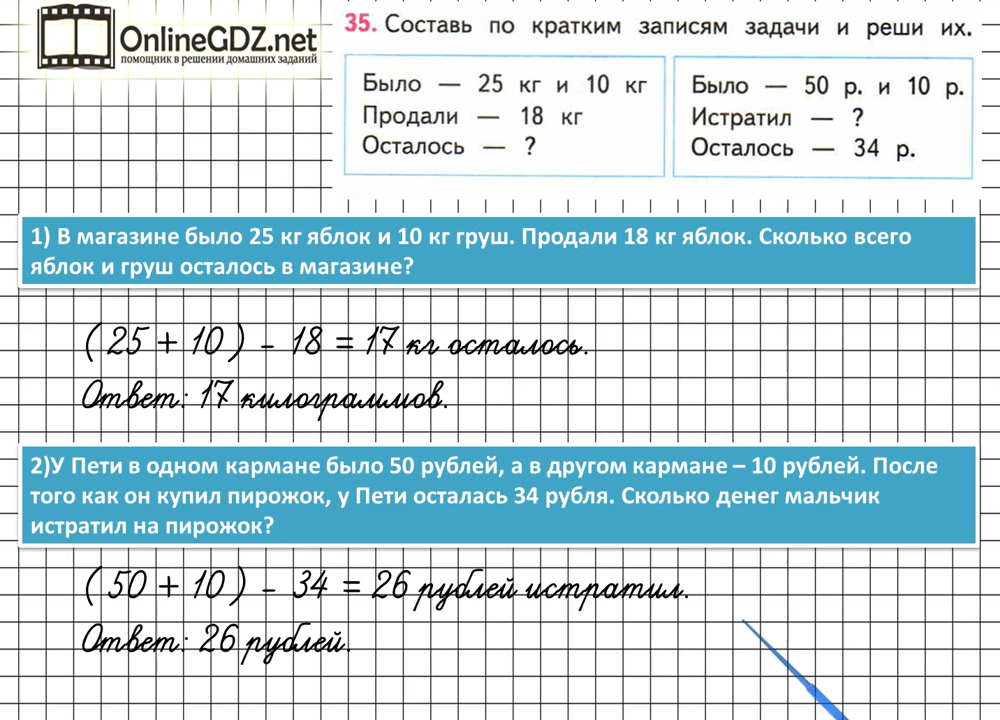 OnlineGDZ.net
помощник в решении домашних заданий
35. Составь по кратким записям задачи и реши их.
Было — 25 кг и 10 кг
Продали — 18 кг
Осталось — ?
Было — 50 р. и 10 р.
Истратил — ?
Осталось — 34 р.
1) В магазине было 25 кг яблок и 10 кг груш. Продали 18 кг яблок. Сколько всего
яблок и груш осталось в магазине?
( 25 + 10 ) - 18 = 17 кг осталось.
Ответ: 17 килограммов.
2)У Пети в одном кармане было 50 рублей, а в другом кармане – 10 рублей. После
того как он купил пирожок, у Пети осталась 34 рубля. Сколько денег мальчик
истратил на пирожок?
( 50 + 10 ) - 34 = 26 рублей истратил.
Ответ: 26 рублей.